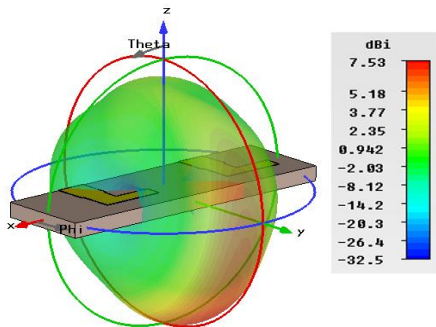 z
Theta
x
Phi
y
dBi
7.53
5.18
3.77
2.35
0.942
-2.03
-8.12
-14.2
-20.3
-26.4
-32.5